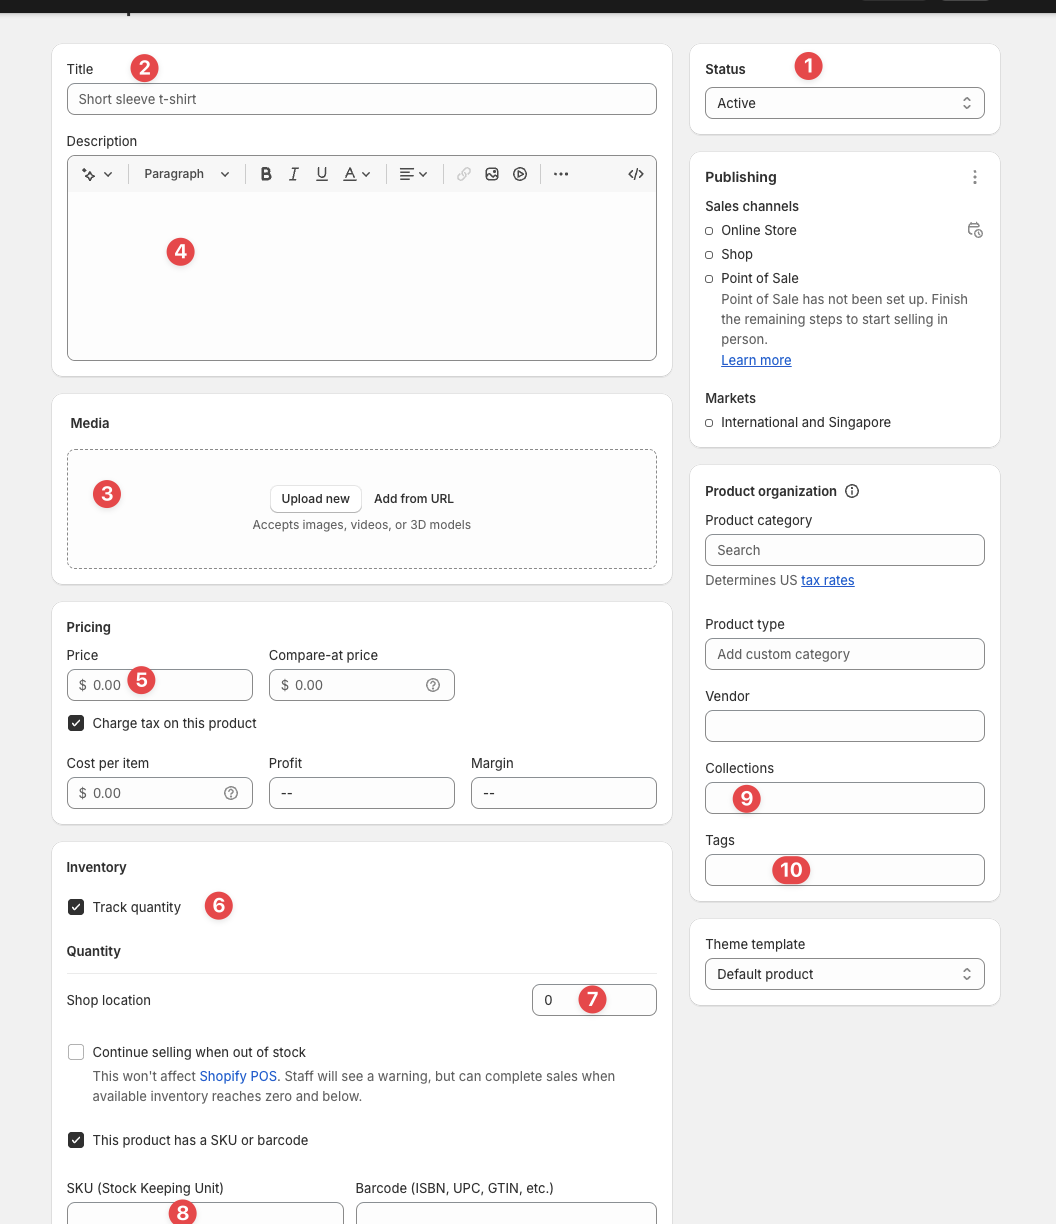 Title
2
Short sleeve t-shirt
Description
Paragraph
B I U A
4
Media
3
Upload new Add from URL
Accepts images, videos, or 3D models
Pricing
Price Compare-at price
$ 0.00 5 $ 0.00
Charge tax on this product
Cost per item Profit Margin
$ 0.00 -- --
Inventory
Track quantity 6
Quantity
Shop location 0 7
Continue selling when out of stock
This won't affect Shopify POS. Staff will see a warning, but can complete sales when
available inventory reaches zero and below.
This product has a SKU or barcode
SKU (Stock Keeping Unit) Barcode (ISBN, UPC, GTIN, etc.)
8
Status 1
Active
Publishing
Sales channels
Online Store
Shop
Point of Sale
Point of Sale has not been set up. Finish
the remaining steps to start selling in
person.
Learn more
Markets
International and Singapore
Product organization
Product category
Search
Determines US tax rates
Product type
Add custom category
Vendor
Collections
9
Tags
10
Theme template
Default product